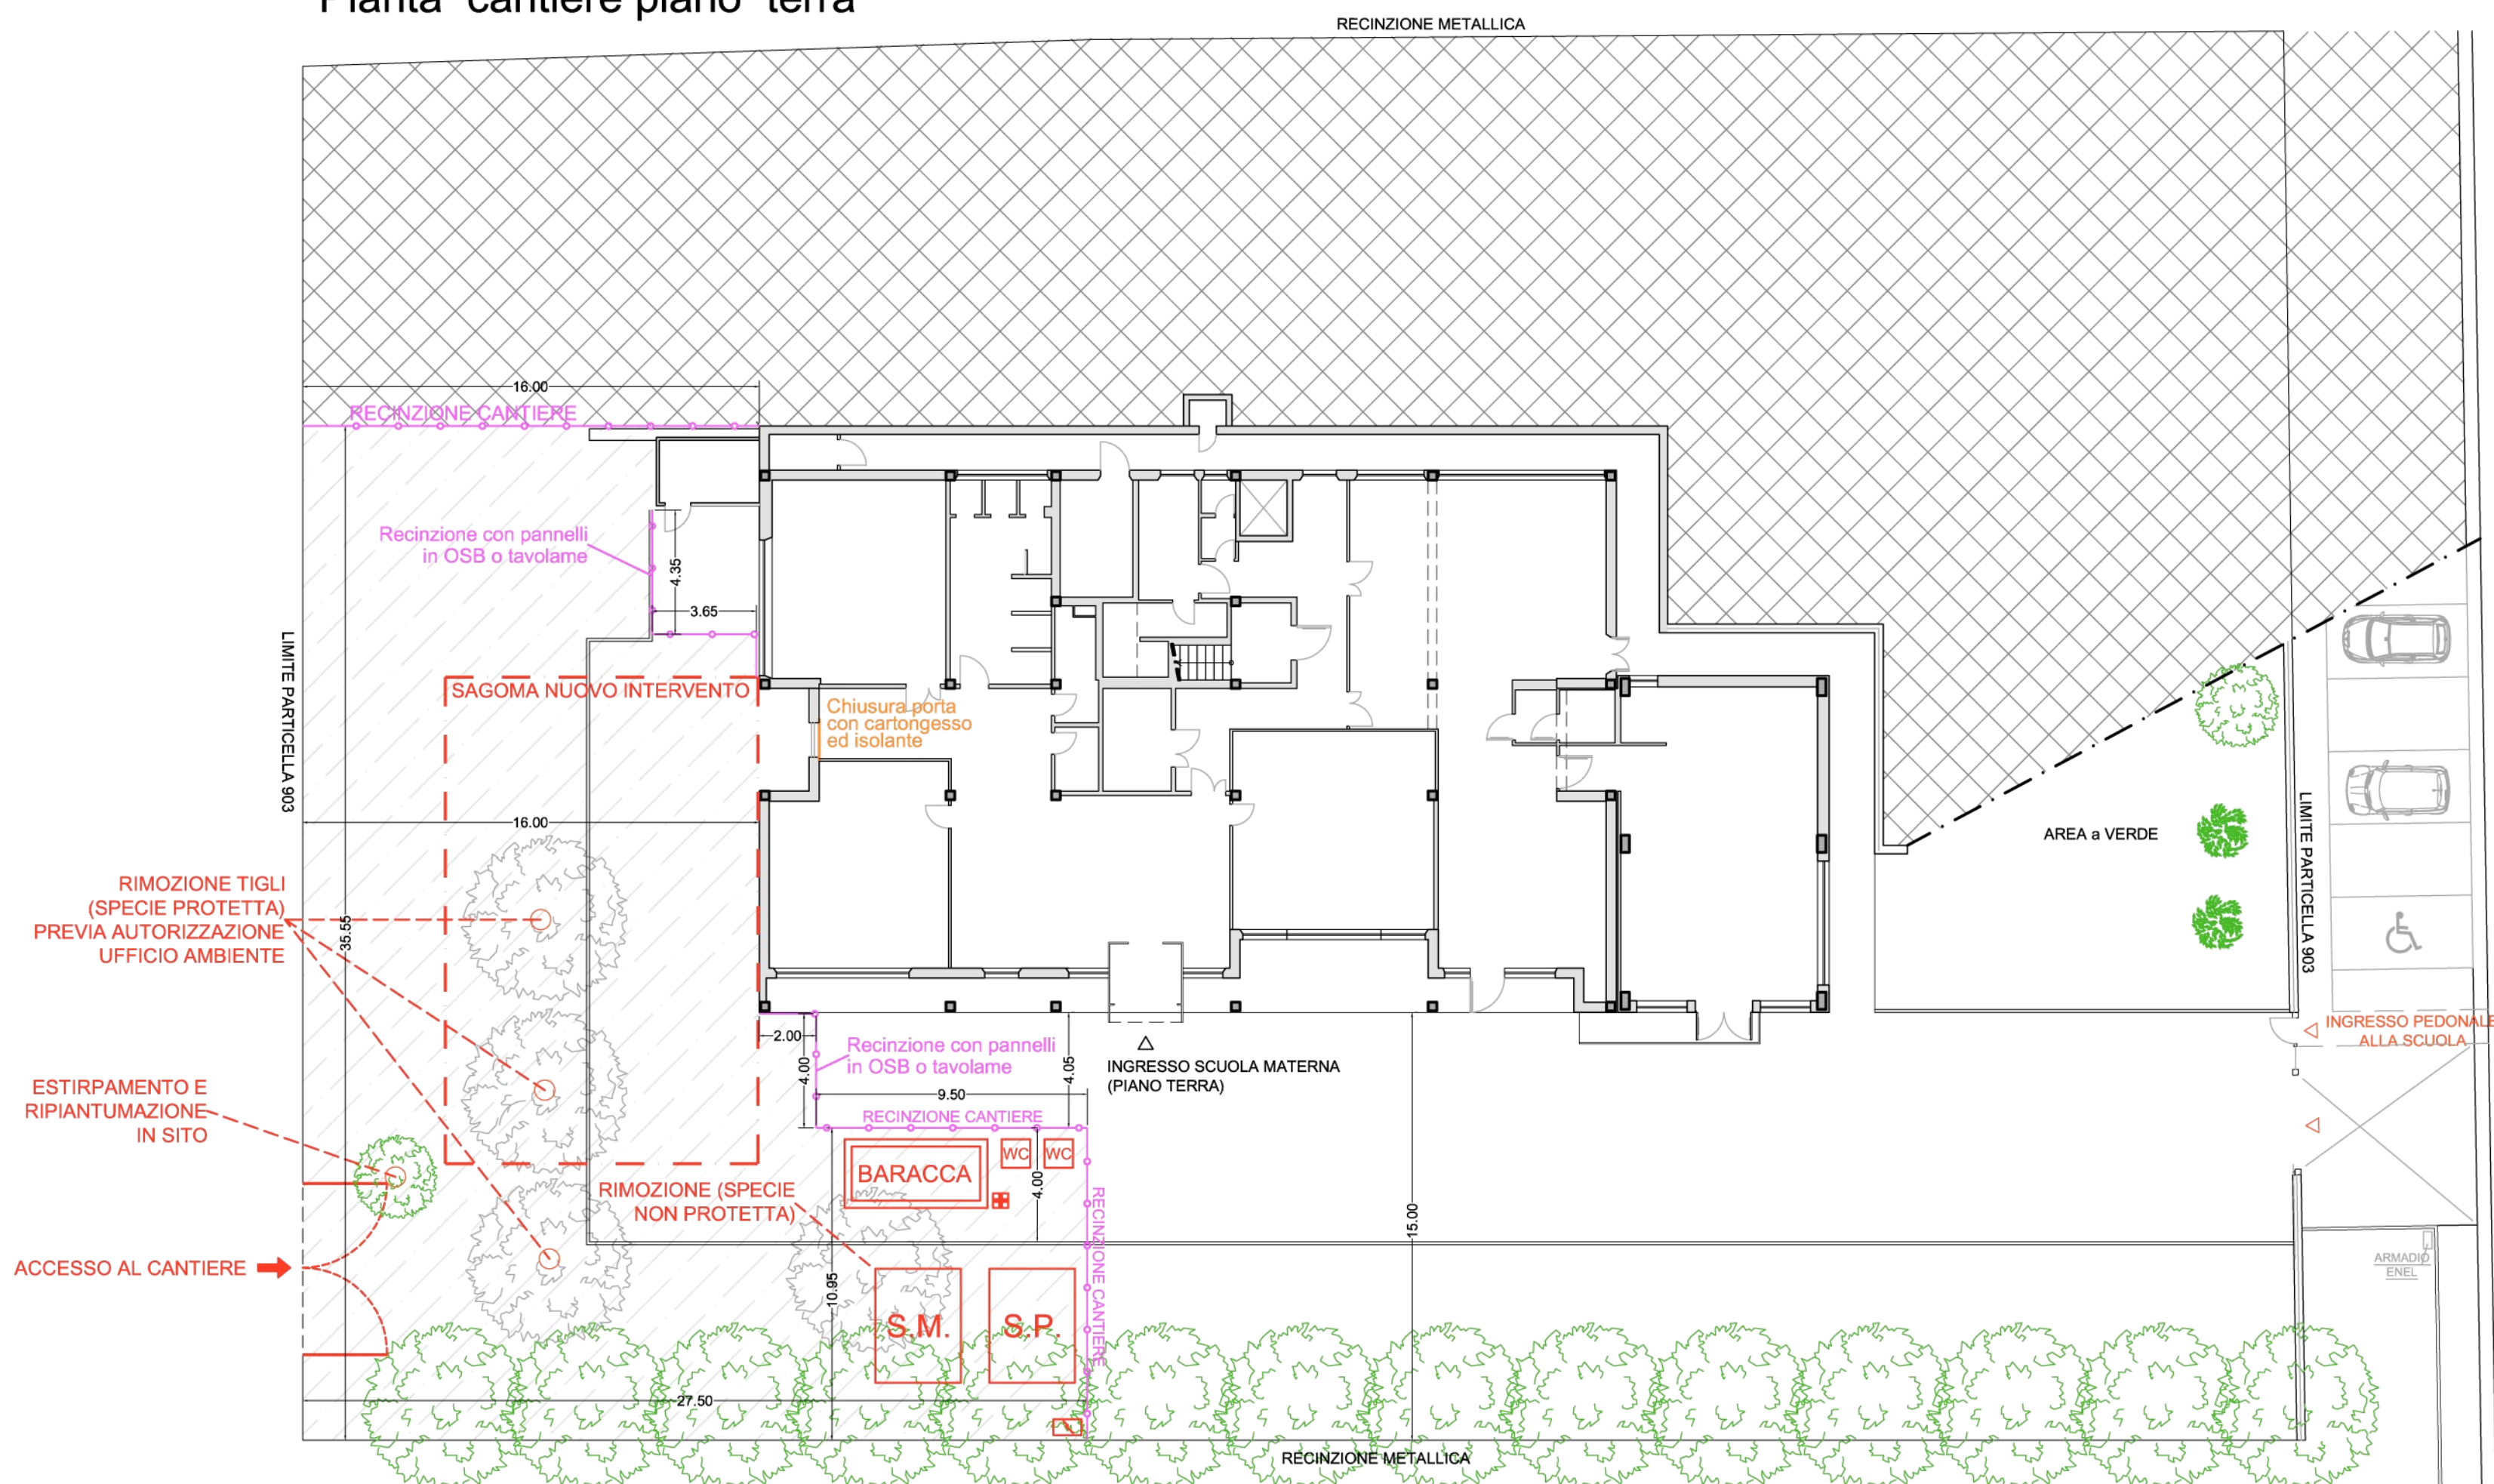 Pianta cantiere piano terra
RECINZIONE METALLICA
16.00
RECINZIONE CANTIERE
Recinzione con pannelli
in OSB o tavolame
4.35
3.65
LIMITE PARTICELLA 903
SAGOMA NUOVO INTERVENTO
Chiusura porta
con cartongesso
ed isolante
16.00
AREA a VERDE
LIMITE PARTICELLA 903
RIMOZIONE TIGLI
(SPECIE PROTETTA)
PREVIA AUTORIZZAZIONE
UFFICIO AMBIENTE
35.55
INGRESSO PEDONALE
ALLA SCUOLA
2.00
4.00
Recinzione con pannelli
in OSB o tavolame
4.05
INGRESSO SCUOLA MATERNA
(PIANO TERRA)
9.50
RECINZIONE CANTIERE
ESTIRPAMENTO E
RIPIANTUMAZIONE
IN SITO
BARACCA
WC
WC
4.00
RIMOZIONE (SPECIE
NON PROTETTA)
RECINZIONE CANTIERE
15.00
ACCESSO AL CANTIERE
10.95
ARMADIO
ENEL
S.M.
S.P.
27.50
RECINZIONE METALLICA